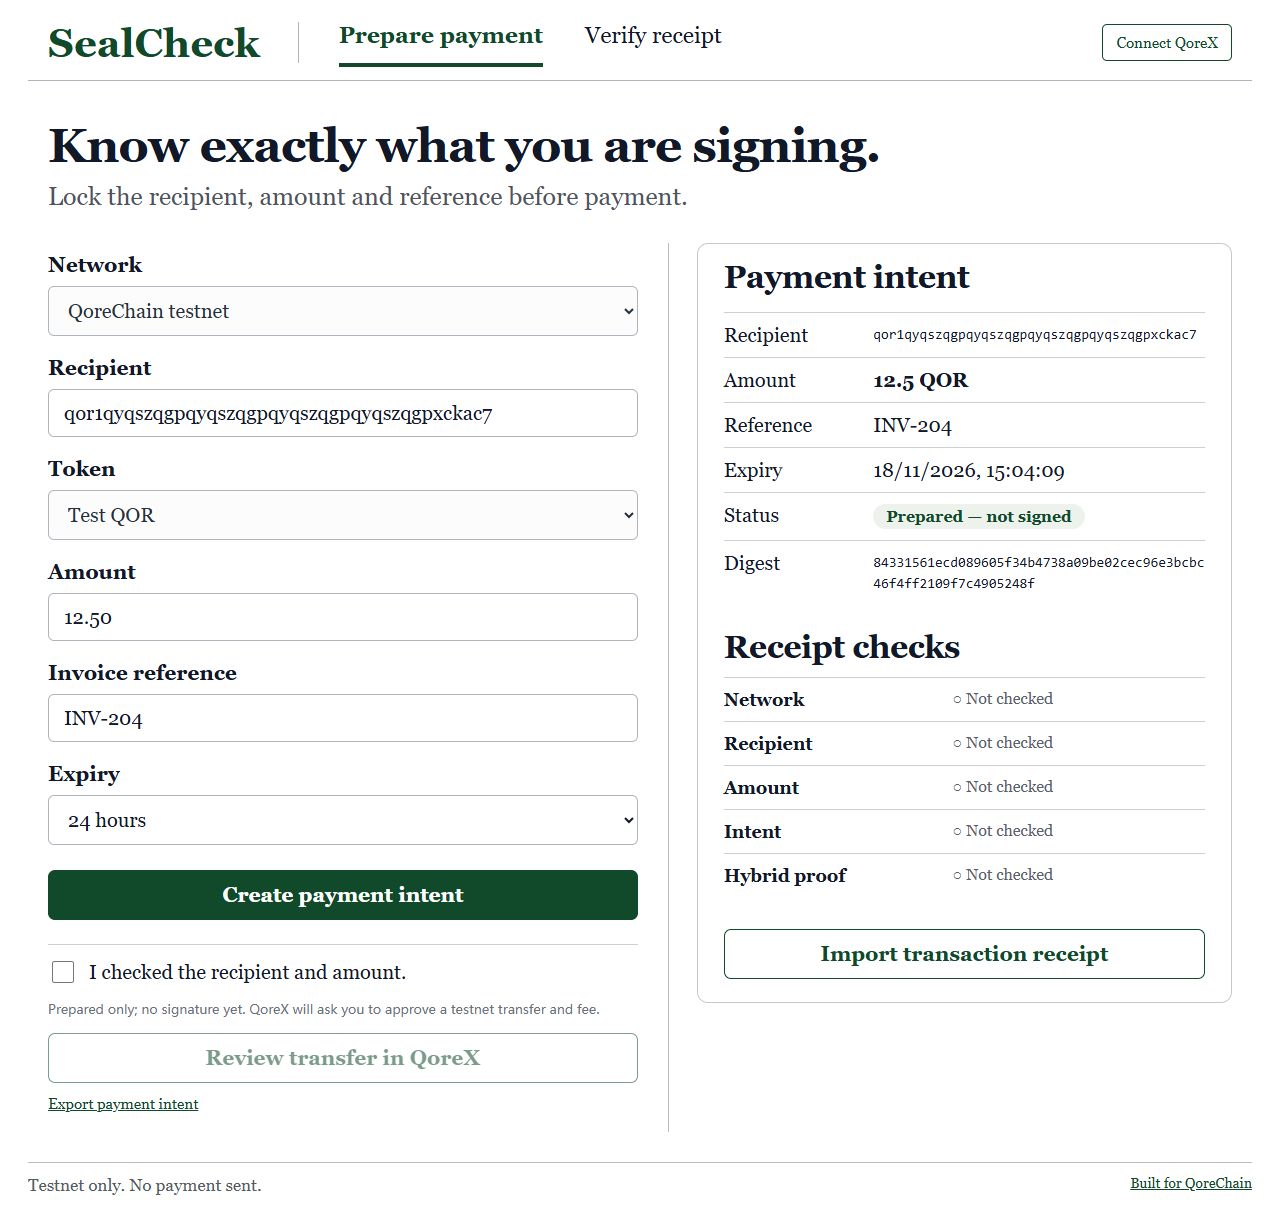 SealCheck
Prepare payment
Verify receipt
Connect QoreX
Know exactly what you are signing.
Lock the recipient, amount and reference before payment.
Network
QoreChain testnet
Recipient
qor1qyqszqgpqyqszqgpqyqszqgpqyqszqgpxckac7
Token
Test QOR
Amount
12.50
Invoice reference
INV-204
Expiry
24 hours
Create payment intent
I checked the recipient and amount.
Prepared only; no signature yet. QoreX will ask you to approve a testnet transfer and fee.
Review transfer in QoreX
Export payment intent
Payment intent
Recipient qor1qyqszqgpqyqszqgpqyqszqgpqyqszqgpxckac7
Amount 12.5 QOR
Reference INV-204
Expiry 18/11/2026, 15:04:09
Status Prepared — not signed
Digest 84331561ecd089605f34b4738a09be02cec96e3bcbc
46f4ff2109f7c4905248f
Receipt checks
Network ○ Not checked
Recipient ○ Not checked
Amount ○ Not checked
Intent ○ Not checked
Hybrid proof ○ Not checked
Import transaction receipt
Testnet only. No payment sent.
Built for QoreChain